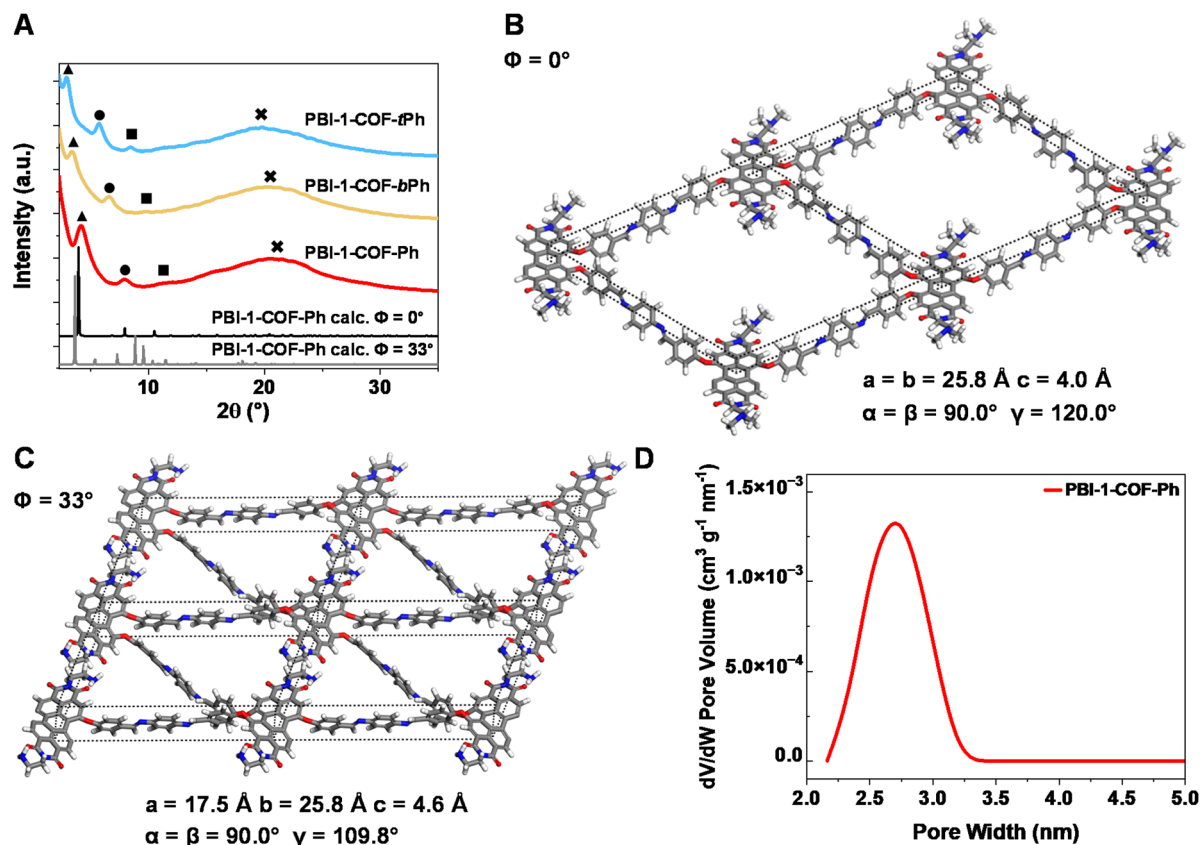 A
Intensity (a.u.)
PBI-1-COF-tPh
PBI-1-COF-bPh
PBI-1-COF-Ph
PBI-1-COF-Ph calc. Φ = 0°
PBI-1-COF-Ph calc. Φ = 33°
10
20
30
2θ (°)
B
Φ = 0°
a = b = 25.8 Å c = 4.0 Å
α = β = 90.0° γ = 120.0°
C
Φ = 33°
a = 17.5 Å b = 25.8 Å c = 4.6 Å
α = β = 90.0° γ = 109.8°
D
dV/dW Pore Volume (cm³ g⁻¹ nm⁻¹)
1.5×10⁻³
1.0×10⁻³
5.0×10⁻⁴
0.0
PBI-1-COF-Ph
2.0
2.5
3.0
3.5
4.0
4.5
5.0
Pore Width (nm)